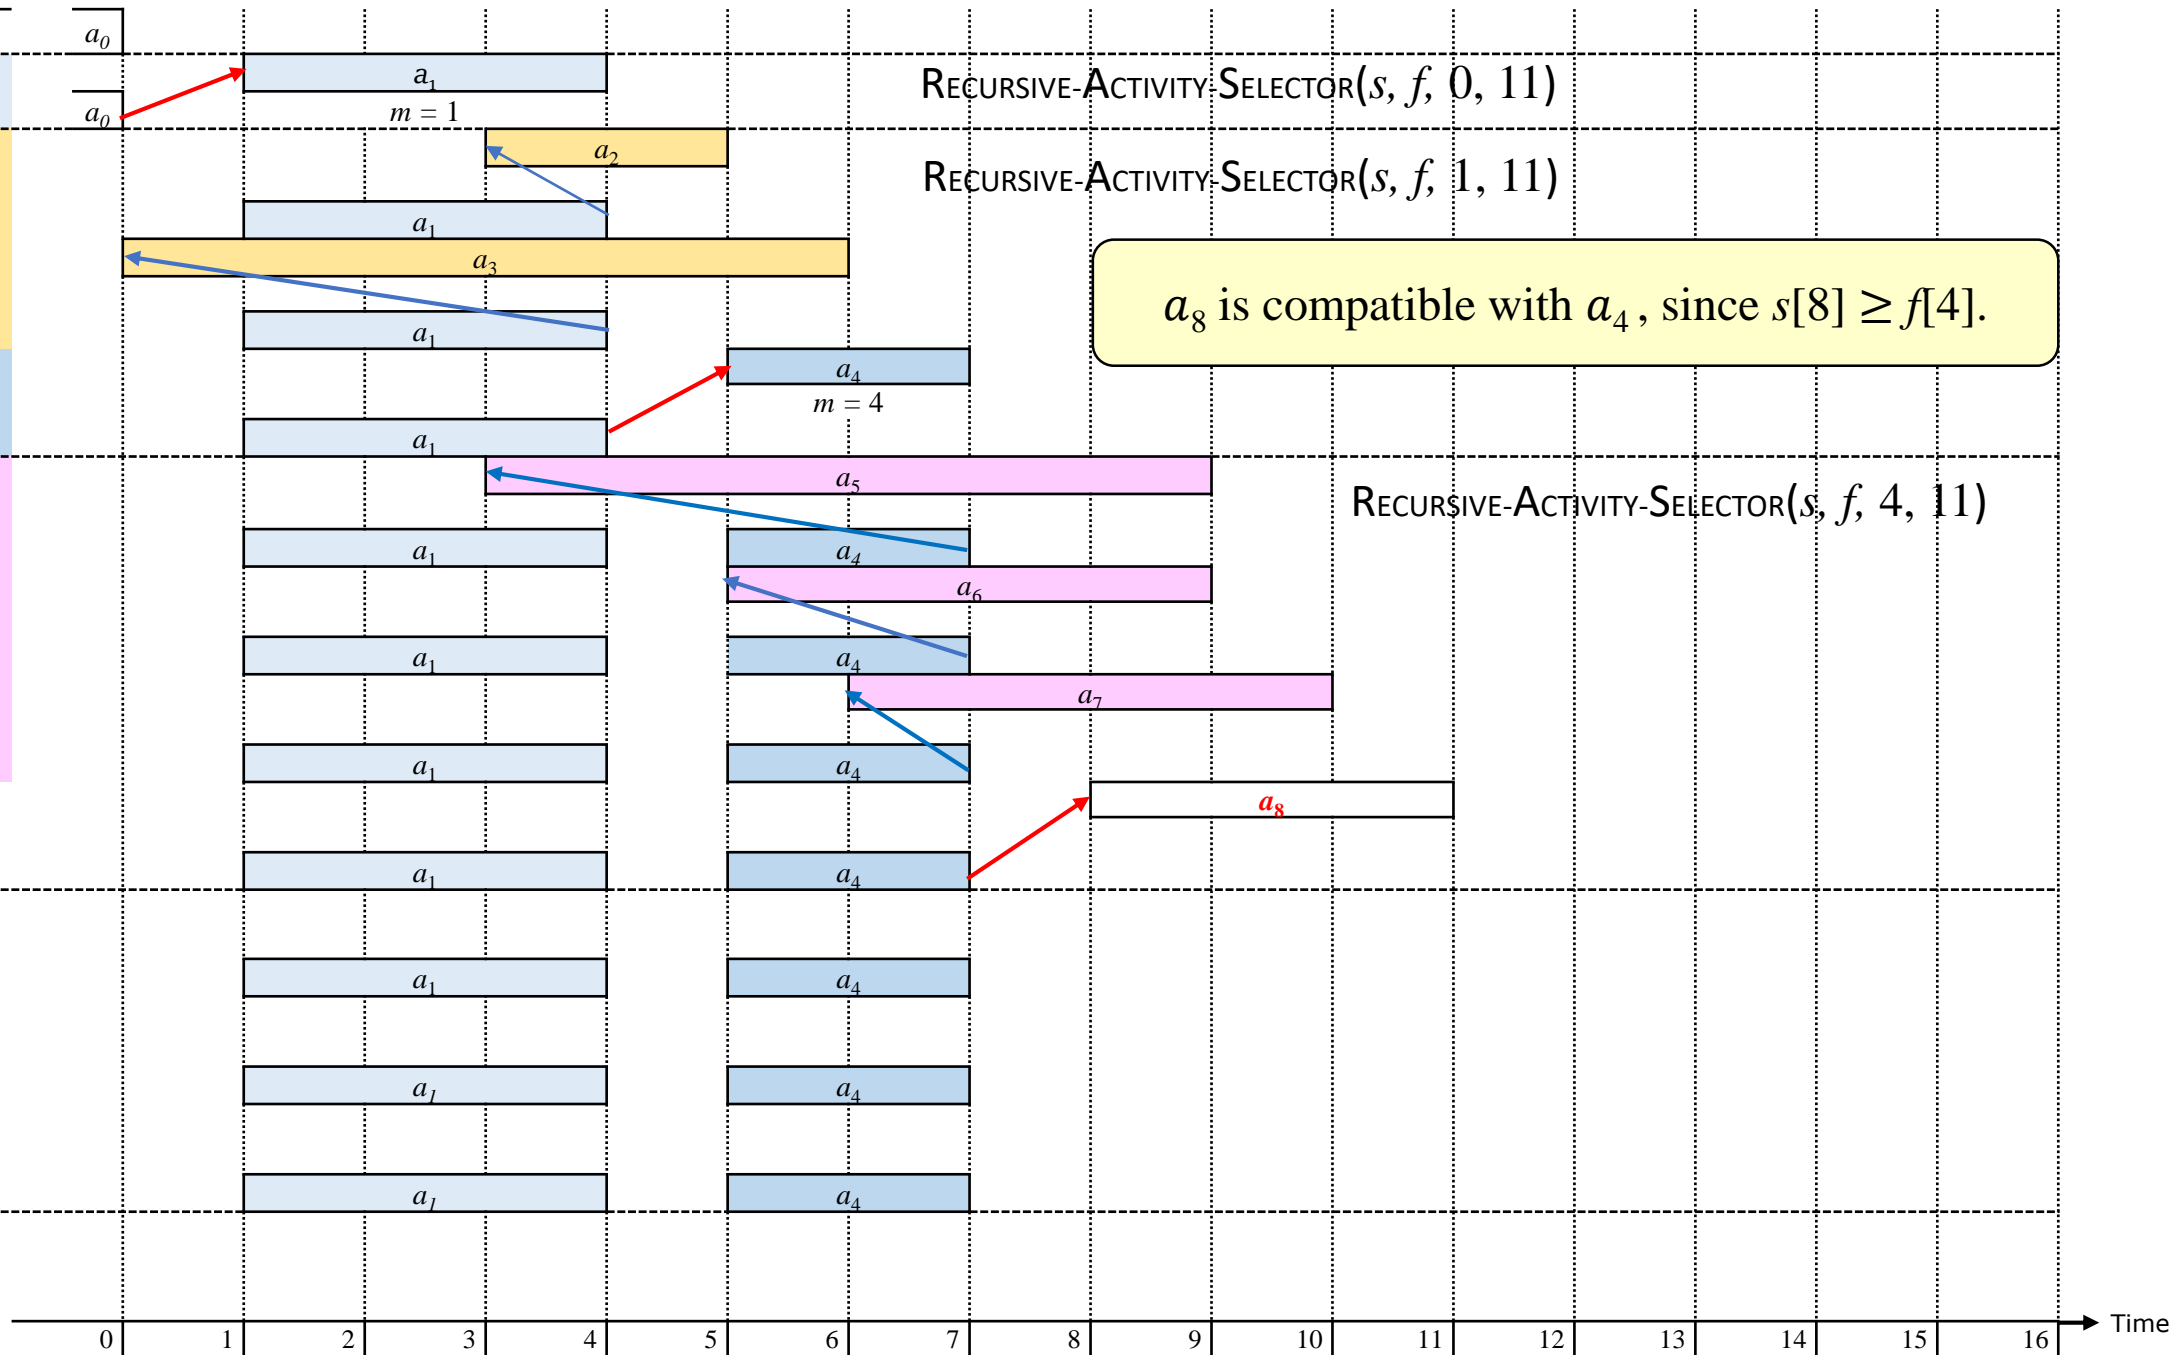 a0
a1
RECURSIVE-ACTIVITY-SELECTOR(s, f, 0, 11)
a0
m = 1
a2
RECURSIVE-ACTIVITY-SELECTOR(s, f, 1, 11)
a1
a3
a8 is compatible with a4 , since s[8] ≥ f[4].
a1
a4
m = 4
a1
a5
RECURSIVE-ACTIVITY-SELECTOR(s, f, 4, 11)
a1 a4
a6
a1 a4
a7
a1 a4
a8
a1 a4
a1 a4
a1 a4
a1 a4
Time
0 1 2 3 4 5 6 7 8 9 10 11 12 13 14 15 16